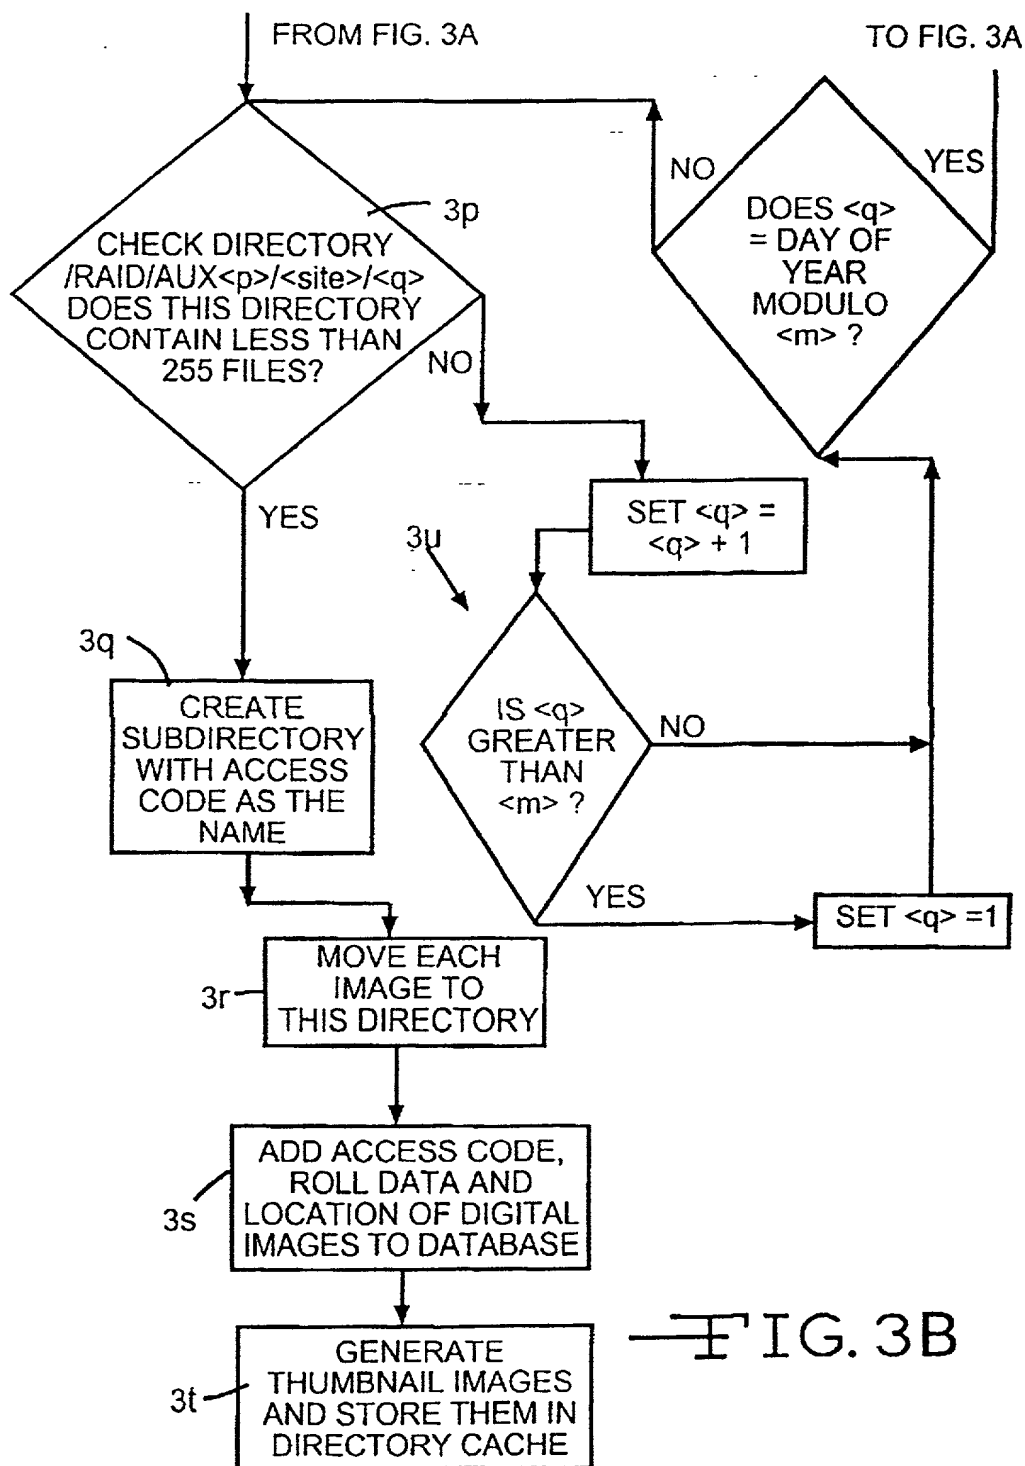 FROM FIG. 3A
TO FIG. 3A
3p
CHECK DIRECTORY
/RAID/AUX<p>/<site>/<q>
DOES THIS DIRECTORY
CONTAIN LESS THAN
255 FILES?
NO
YES
NO
YES
DOES <q>
= DAY OF
YEAR
MODULO
<m> ?
SET <q> =
<q> + 1
3u
IS <q>
GREATER
THAN
<m> ?
NO
YES
SET <q> =1
3q
CREATE
SUBDIRECTORY
WITH ACCESS
CODE AS THE
NAME
3r
MOVE EACH
IMAGE TO
THIS DIRECTORY
3s
ADD ACCESS CODE,
ROLL DATA AND
LOCATION OF DIGITAL
IMAGES TO DATABASE
3t
GENERATE
THUMBNAIL IMAGES
AND STORE THEM IN
DIRECTORY CACHE
FIG. 3B